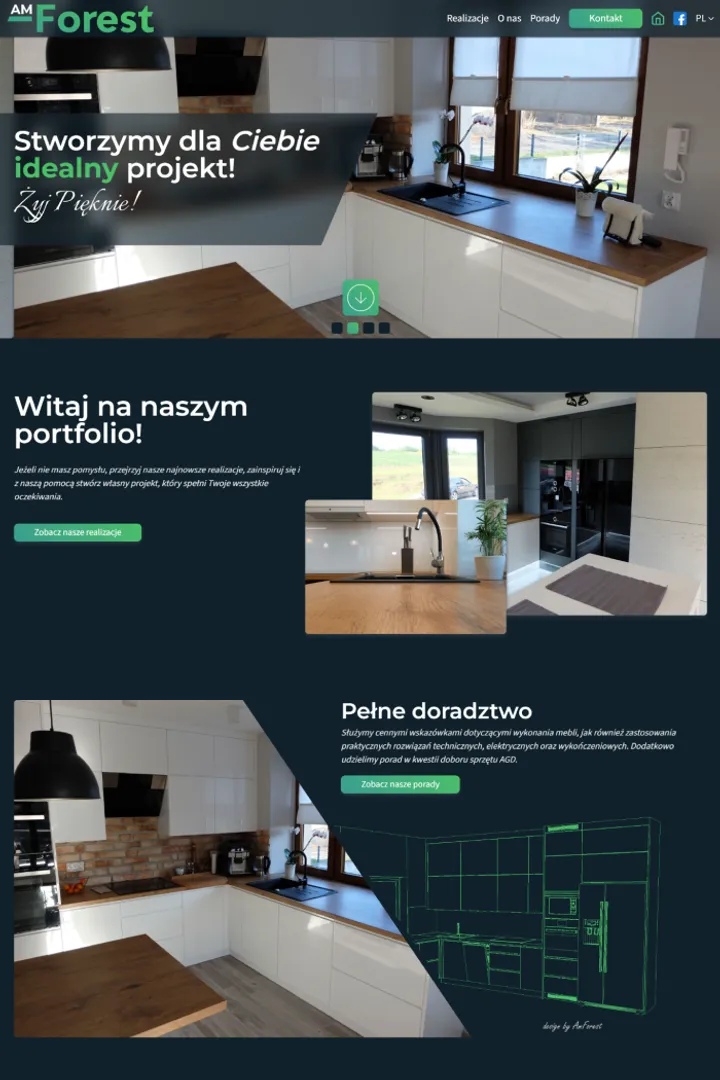 AM
Forest
Realizacje O nas Porady Kontakt PL
Stworzymy dla Ciebie
idealny projekt!
Żyj Pięknie!
Witaj na naszym
portfolio!
Jeżeli nie masz pomysłu, przejrzyj nasze najnowsze realizacje, zainspiruj się i
z naszą pomocą stwórz własny projekt, który spełni Twoje wszystkie
oczekiwania.
Zobacz nasze realizacje
Pełne doradztwo
Służymy cennymi wskazówkami dotyczącymi wykonania mebli, jak również zastosowania
praktycznych rozwiązań technicznych, elektrycznych oraz wykończeniowych. Dodatkowo
udzielimy porad w kwestii doboru sprzętu AGD.
Zobacz nasze porady
design by AmForest